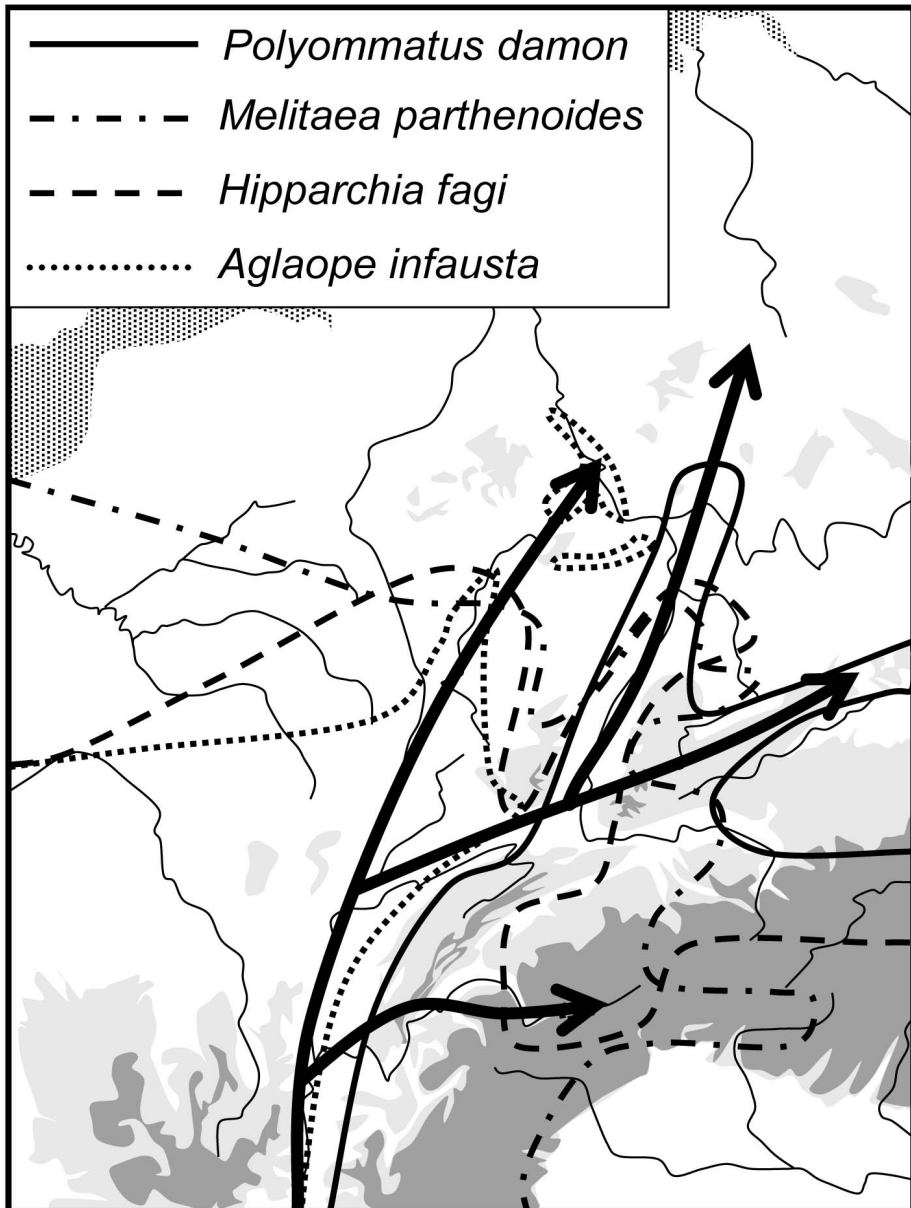 Polyommatus damon
Melitaea parthenoides
Hipparchia fagi
Aglaope infausta